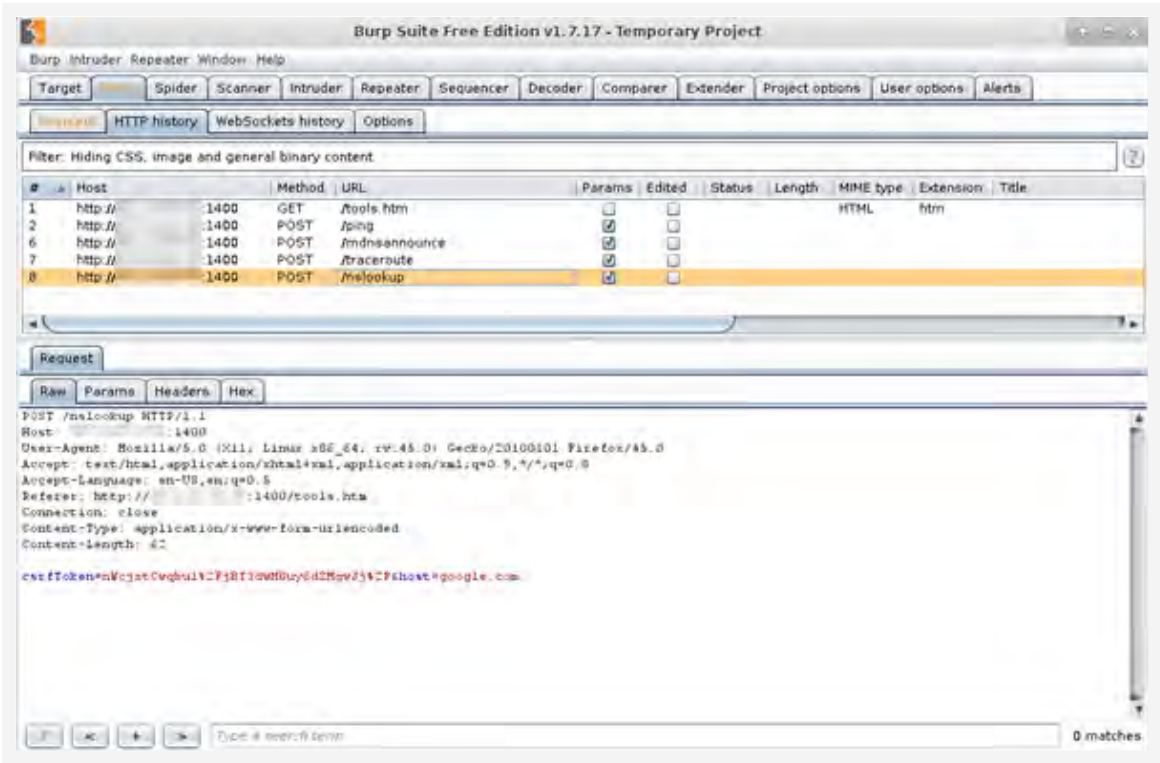 Burp Suite Free Edition v1.7.17 - Temporary Project
Burp Intruder Repeater Window Help
Target Spider Scanner Intruder Repeater Sequencer Decoder Comparer Extender Project options User options Alerts
HTTP history WebSockets history Options
Filter: Hiding CSS, image and general binary content ?
# Host Method URL Params Edited Status Length MIME type Extension Title
1 http:// :1400 GET /tools.htm HTML htm
2 http:// :1400 POST /ping
6 http:// :1400 POST /mdnsannounce
7 http:// :1400 POST /traceroute
8 http:// :1400 POST /nslookup
Request
Raw Params Headers Hex
POST /nslookup HTTP/1.1
Host: :1400
User-Agent: Mozilla/5.0 (X11; Linux x86_64; rv:45.0) Gecko/20100101 Firefox/45.0
Accept: text/html,application/xhtml+xml,application/xml;q=0.9,*/*;q=0.8
Accept-Language: en-US,en;q=0.5
Referer: http:// :1400/tools.htm
Connection: close
Content-Type: application/x-www-form-urlencoded
Content-Length:
csrfToken= &host=google.com
? < + > Type a search term 0 matches